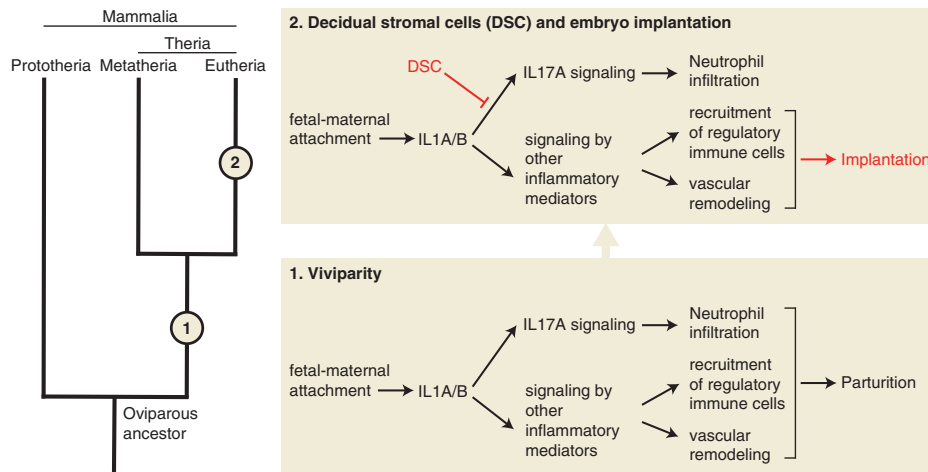 Mammalia
Theria
Prototheria Metatheria Eutheria
2
1
Oviparous
ancestor
2. Decidual stromal cells (DSC) and embryo implantation
DSC
IL17A signaling
Neutrophil
infiltration
fetal-maternal
attachment
IL1A/B
signaling by
other
inflammatory
mediators
recruitment
of regulatory
immune cells
vascular
remodeling
Implantation
1. Viviparity
IL17A signaling
Neutrophil
infiltration
fetal-maternal
attachment
IL1A/B
signaling by
other
inflammatory
mediators
recruitment
of regulatory
immune cells
vascular
remodeling
Parturition